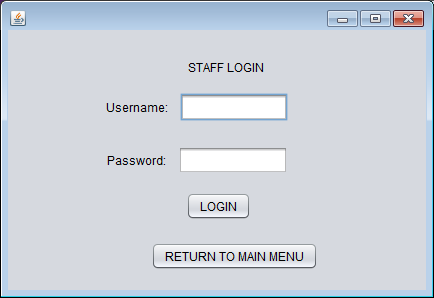 STAFF LOGIN
Username:
Password:
LOGIN
RETURN TO MAIN MENU